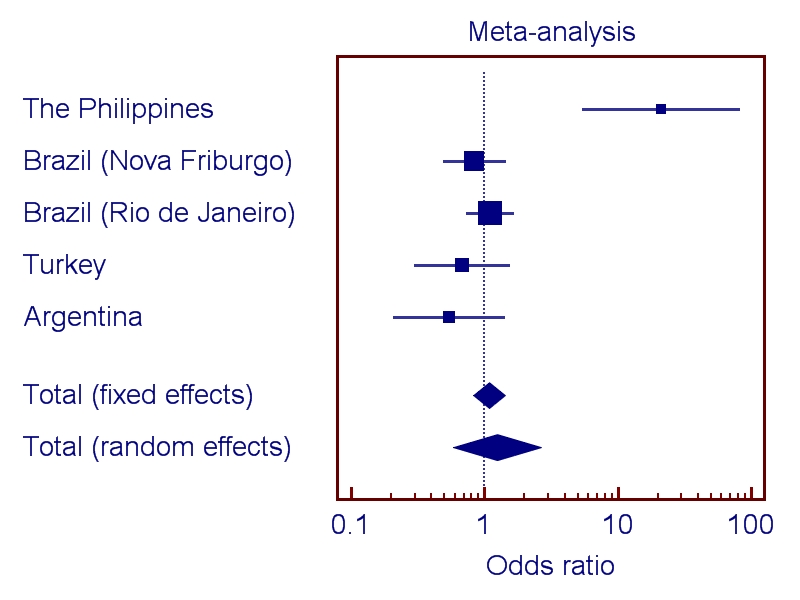 Meta-analysis
The Philippines
Brazil (Nova Friburgo)
Brazil (Rio de Janeiro)
Turkey
Argentina
Total (fixed effects)
Total (random effects)
0.1 1 10 100
Odds ratio